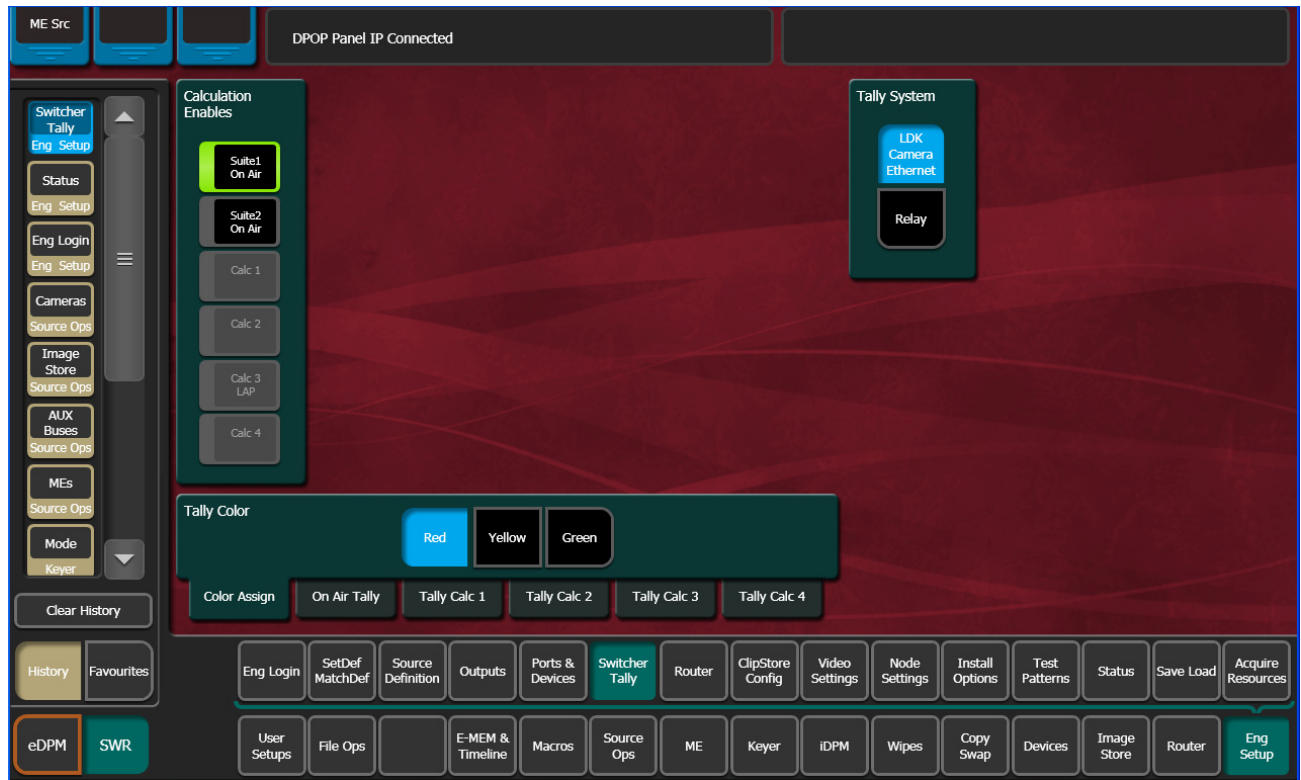 ME Src
DPOP Panel IP Connected
Switcher
Tally
Eng Setup
Status
Eng Setup
Eng Login
Eng Setup
Cameras
Source Ops
Image
Store
Source Ops
AUX
Buses
Source Ops
MEs
Source Ops
Mode
Keyer
Clear History
History
Favourites
eDPM
SWR
Calculation
Enables
Suite1
On Air
Suite2
On Air
Calc 1
Calc 2
Calc 3
LAP
Calc 4
Tally System
LDK
Camera
Ethernet
Relay
Tally Color
Red
Yellow
Green
Color Assign
On Air Tally
Tally Calc 1
Tally Calc 2
Tally Calc 3
Tally Calc 4
Eng Login
SetDef
MatchDef
Source
Definition
Outputs
Ports &
Devices
Switcher
Tally
Router
ClipStore
Config
Video
Settings
Node
Settings
Install
Options
Test
Patterns
Status
Save Load
Acquire
Resources
User
Setups
File Ops
E-MEM &
Timeline
Macros
Source
Ops
ME
Keyer
iDPM
Wipes
Copy
Swap
Devices
Image
Store
Router
Eng
Setup